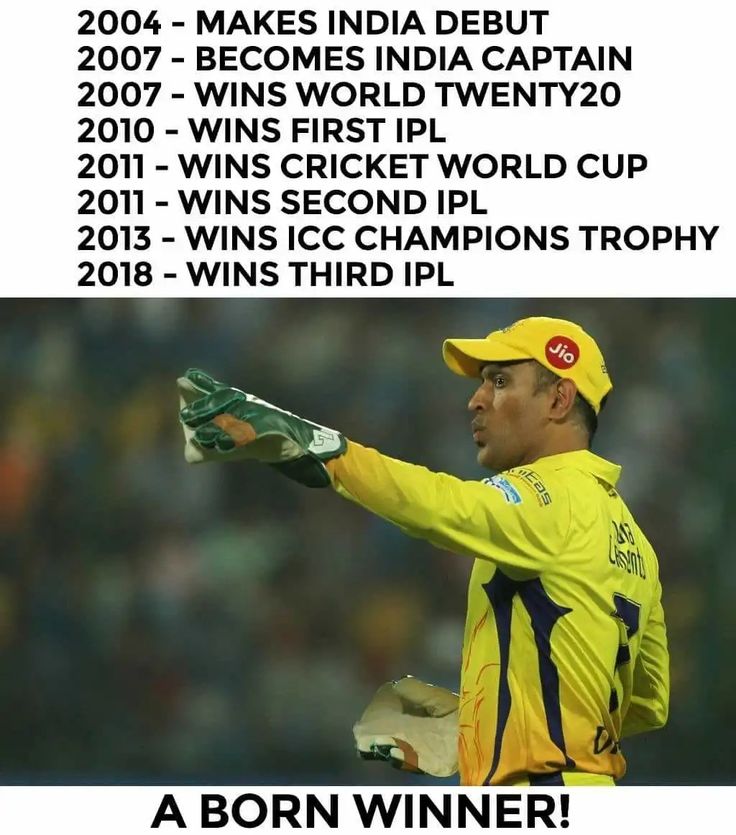 2004 - MAKES INDIA DEBUT
2007 - BECOMES INDIA CAPTAIN
2007 - WINS WORLD TWENTY20
2010 - WINS FIRST IPL
2011 - WINS CRICKET WORLD CUP
2011 - WINS SECOND IPL
2013 - WINS ICC CHAMPIONS TROPHY
2018 - WINS THIRD IPL
Jio
7
A BORN WINNER!